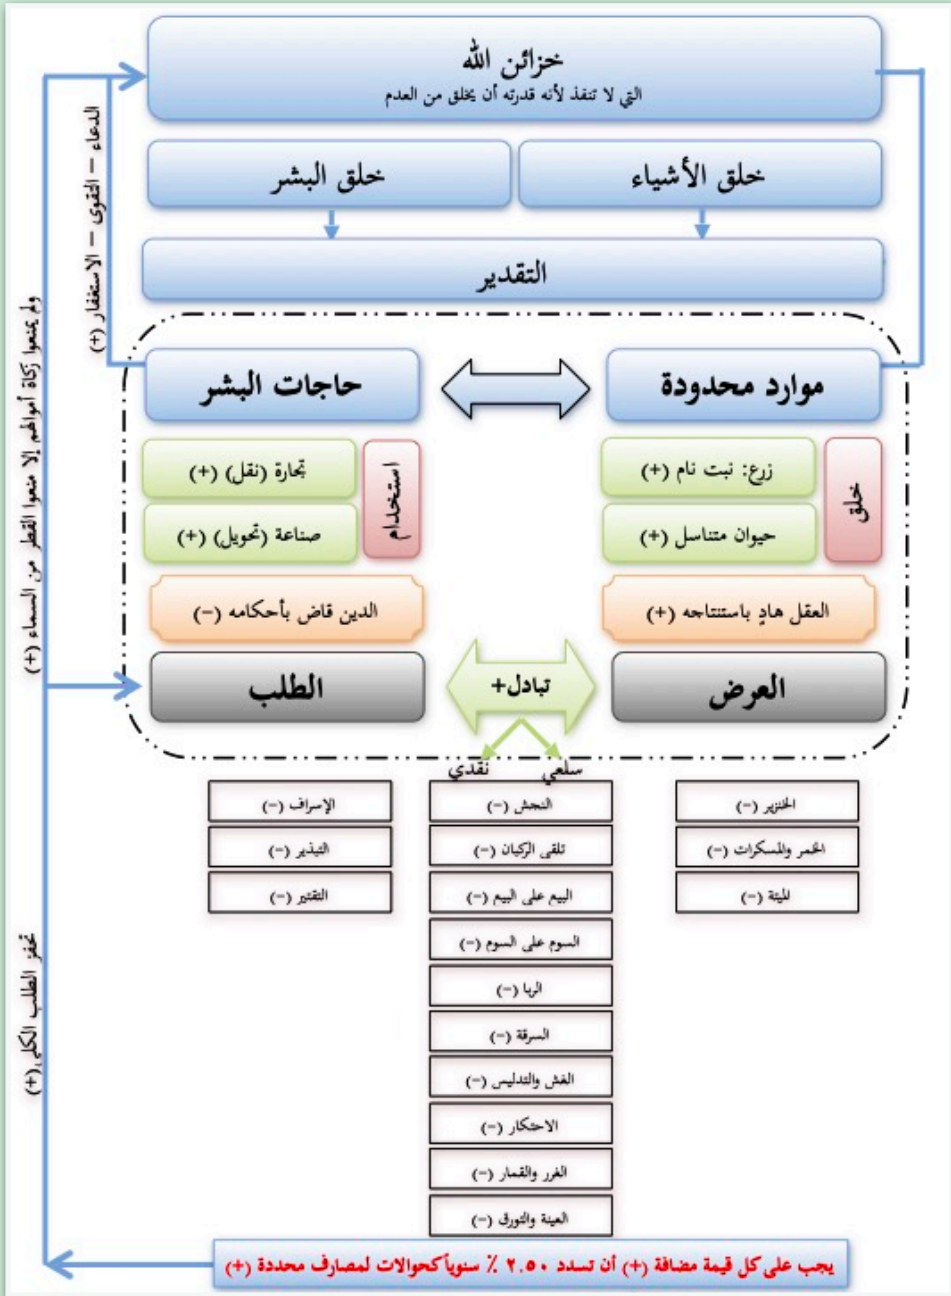 خزائن الله
التي لا تنفذ لأنه قدرته أن يخلق من العدم
خلق الأشياء
خلق البشر
التقدير
موارد محدودة
حاجات البشر
خلق
زرع: نبت نام (+)
حيوان متناسل (+)
استخدام
تجارة (نقل) (+)
صناعة (تحويل) (+)
العقل هادٍ باستنتاجه (+)
الدين قاض بأحكامه (-)
العرض
تبادل+
الطلب
سلعي
نقدي
الخنزير (-)
الخمر والمسكرات (-)
الميتة (-)
النجش (-)
تلقى الركبان (-)
البيع على البيع (-)
السوم على السوم (-)
الربا (-)
السرقة (-)
الغش والتدليس (-)
الاحتكار (-)
الغرر والقمار (-)
العينة والتورق (-)
الإسراف (-)
التبذير (-)
التقتير (-)
الدعاء – التقوى – الاستغفار (+)
ولم يمنعوا زكاة أموالهم إلا منعوا القطر من السماء (+)
تحفز الطلب الكلي (+)
يجب على كل قيمة مضافة (+) أن تسدد ٢.٥٠ ٪ سنوياً كحوالات لمصارف محددة (+)